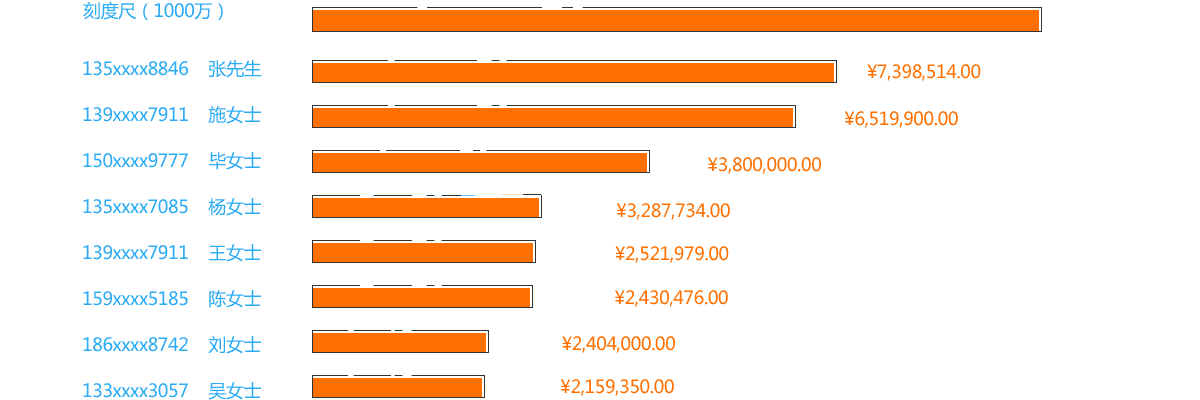 刻度尺（1000万）
135xxxx8846 张先生 ¥7,398,514.00
139xxxx7911 施女士 ¥6,519,900.00
150xxxx9777 毕女士 ¥3,800,000.00
135xxxx7085 杨女士 ¥3,287,734.00
139xxxx7911 王女士 ¥2,521,979.00
159xxxx5185 陈女士 ¥2,430,476.00
186xxxx8742 刘女士 ¥2,404,000.00
133xxxx3057 吴女士 ¥2,159,350.00